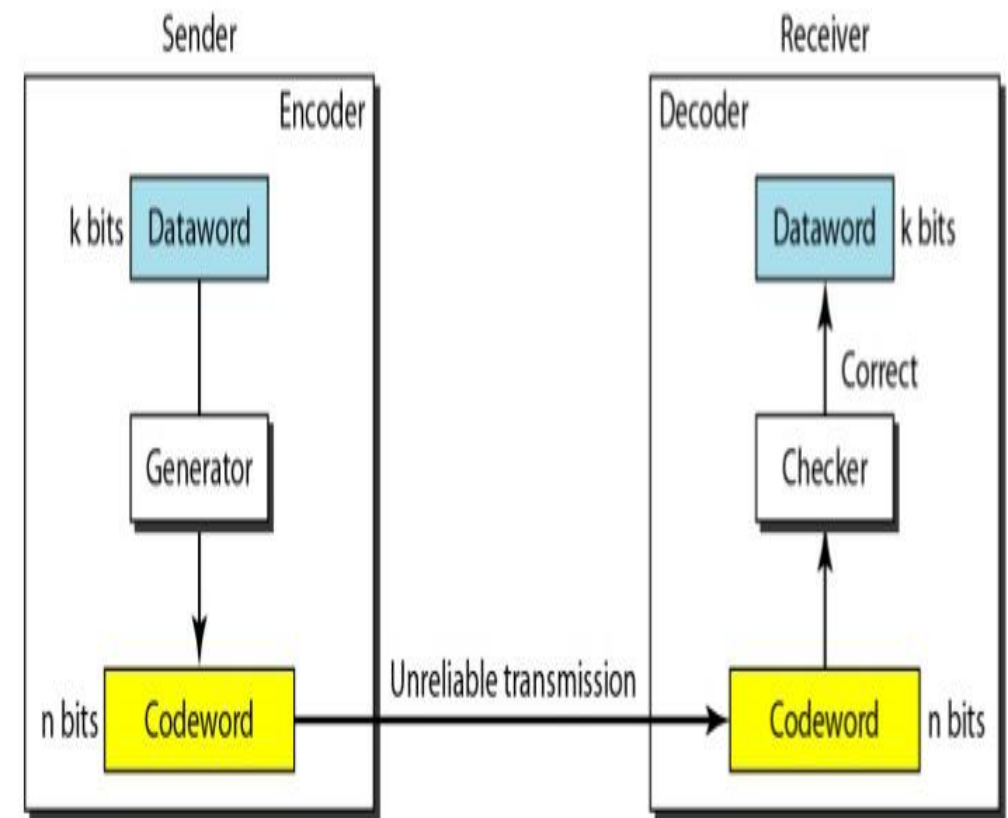 Sender
Encoder
k bits
Dataword
Generator
n bits
Codeword
Unreliable transmission
Receiver
Decoder
Dataword
k bits
Correct
Checker
Codeword
n bits